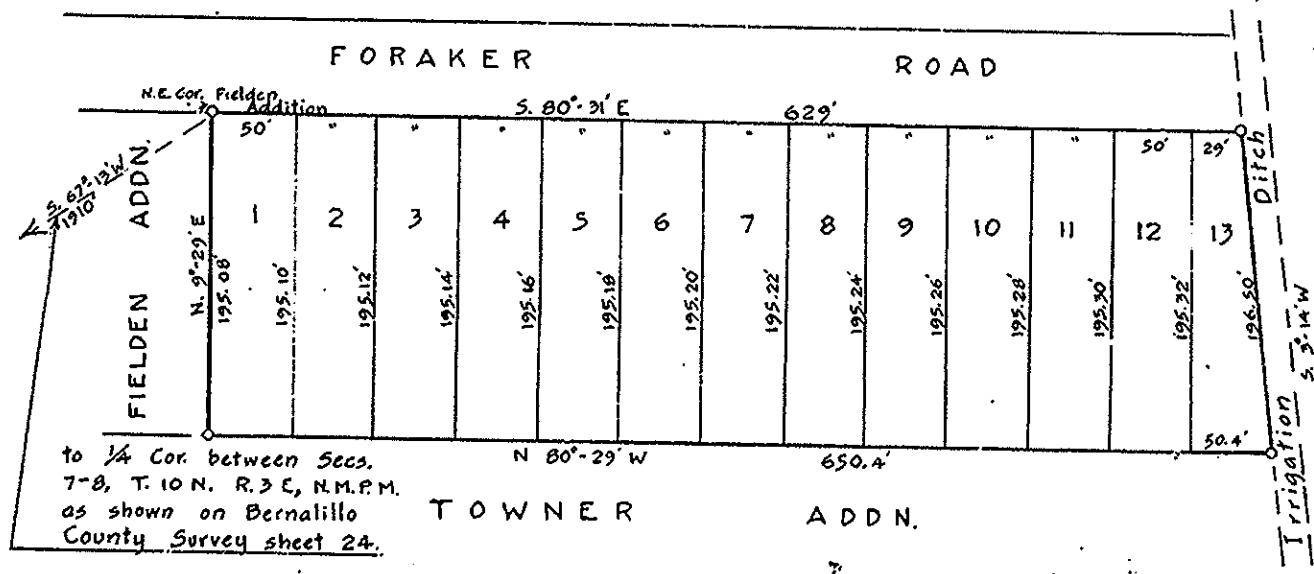 FORAKER ROAD
N.E. Cor. Fielden
Addition
S. 80°-31' E 629'
50' " " " " " " " " " " 50' 29'
S. 67°-13' W.
1910'
FIELDEN ADDN.
N. 9°-29' E
195.08'
1 2 3 4 5 6 7 8 9 10 11 12 13
195.10' 195.12' 195.14' 195.16' 195.18' 195.20' 195.22' 195.24' 195.26' 195.28' 195.30' 195.32' 196.50'
Irrigation Ditch
S. 3°-14' W
50.4'
N 80°-29' W 650.4'
to 1/4 Cor. between Secs.
7-8, T. 10 N. R. 3 E, N.M.P.M.
as shown on Bernalillo
County Survey sheet 24.
TOWNER ADDN.